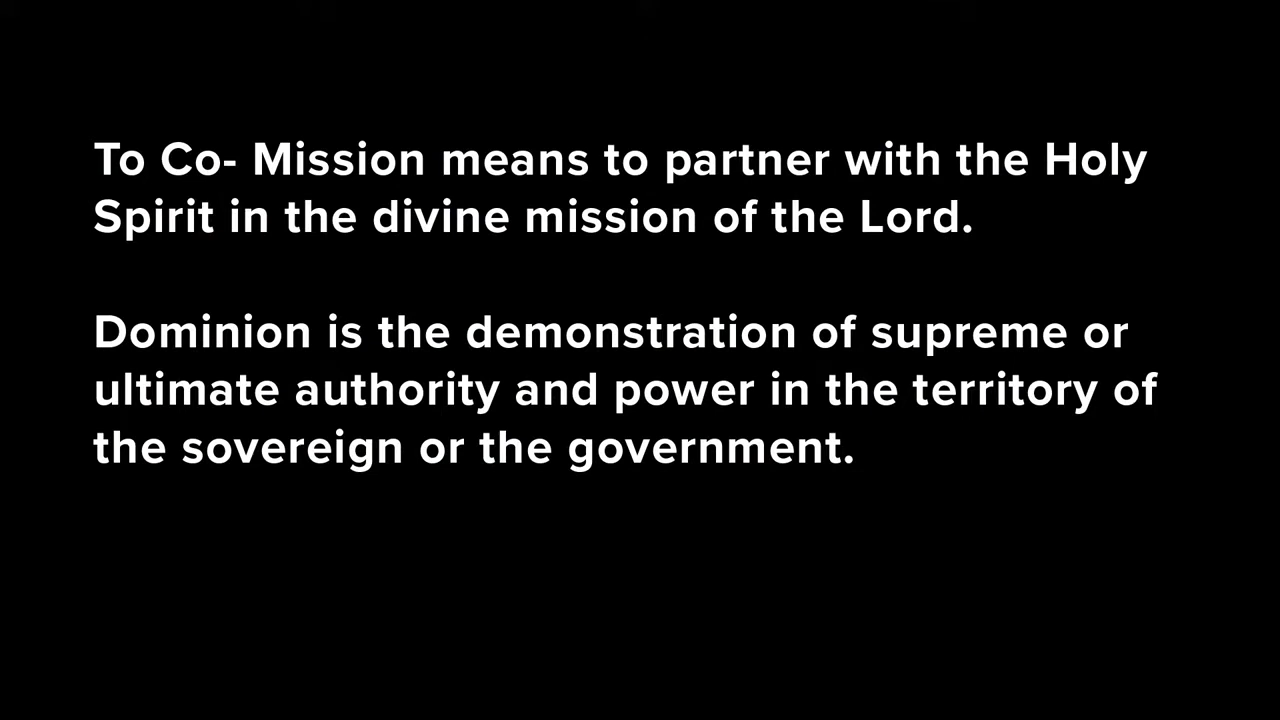 To Co- Mission means to partner with the Holy
Spirit in the divine mission of the Lord.
Dominion is the demonstration of supreme or
ultimate authority and power in the territory of
the sovereign or the government.